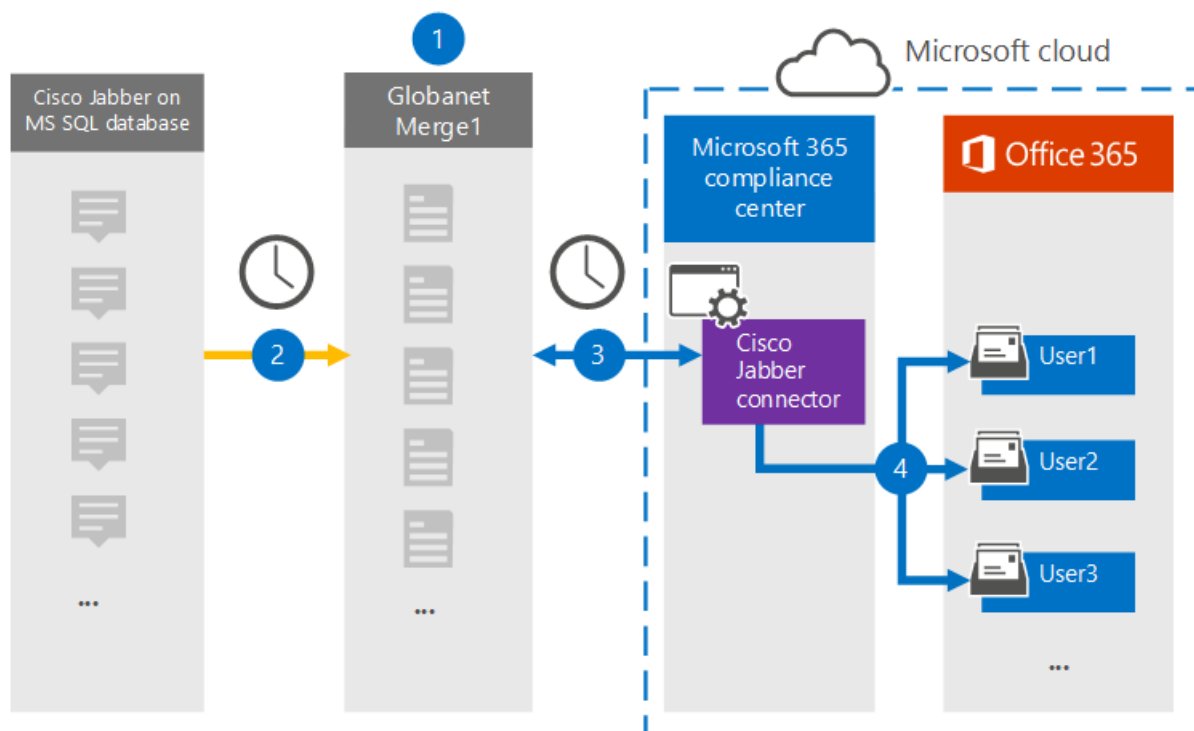 1
Microsoft cloud
Cisco Jabber on
MS SQL database
Globanet
Merge1
Microsoft 365
compliance
center
Office 365
2
3
Cisco
Jabber
connector
4
User1
User2
User3
...
...
...